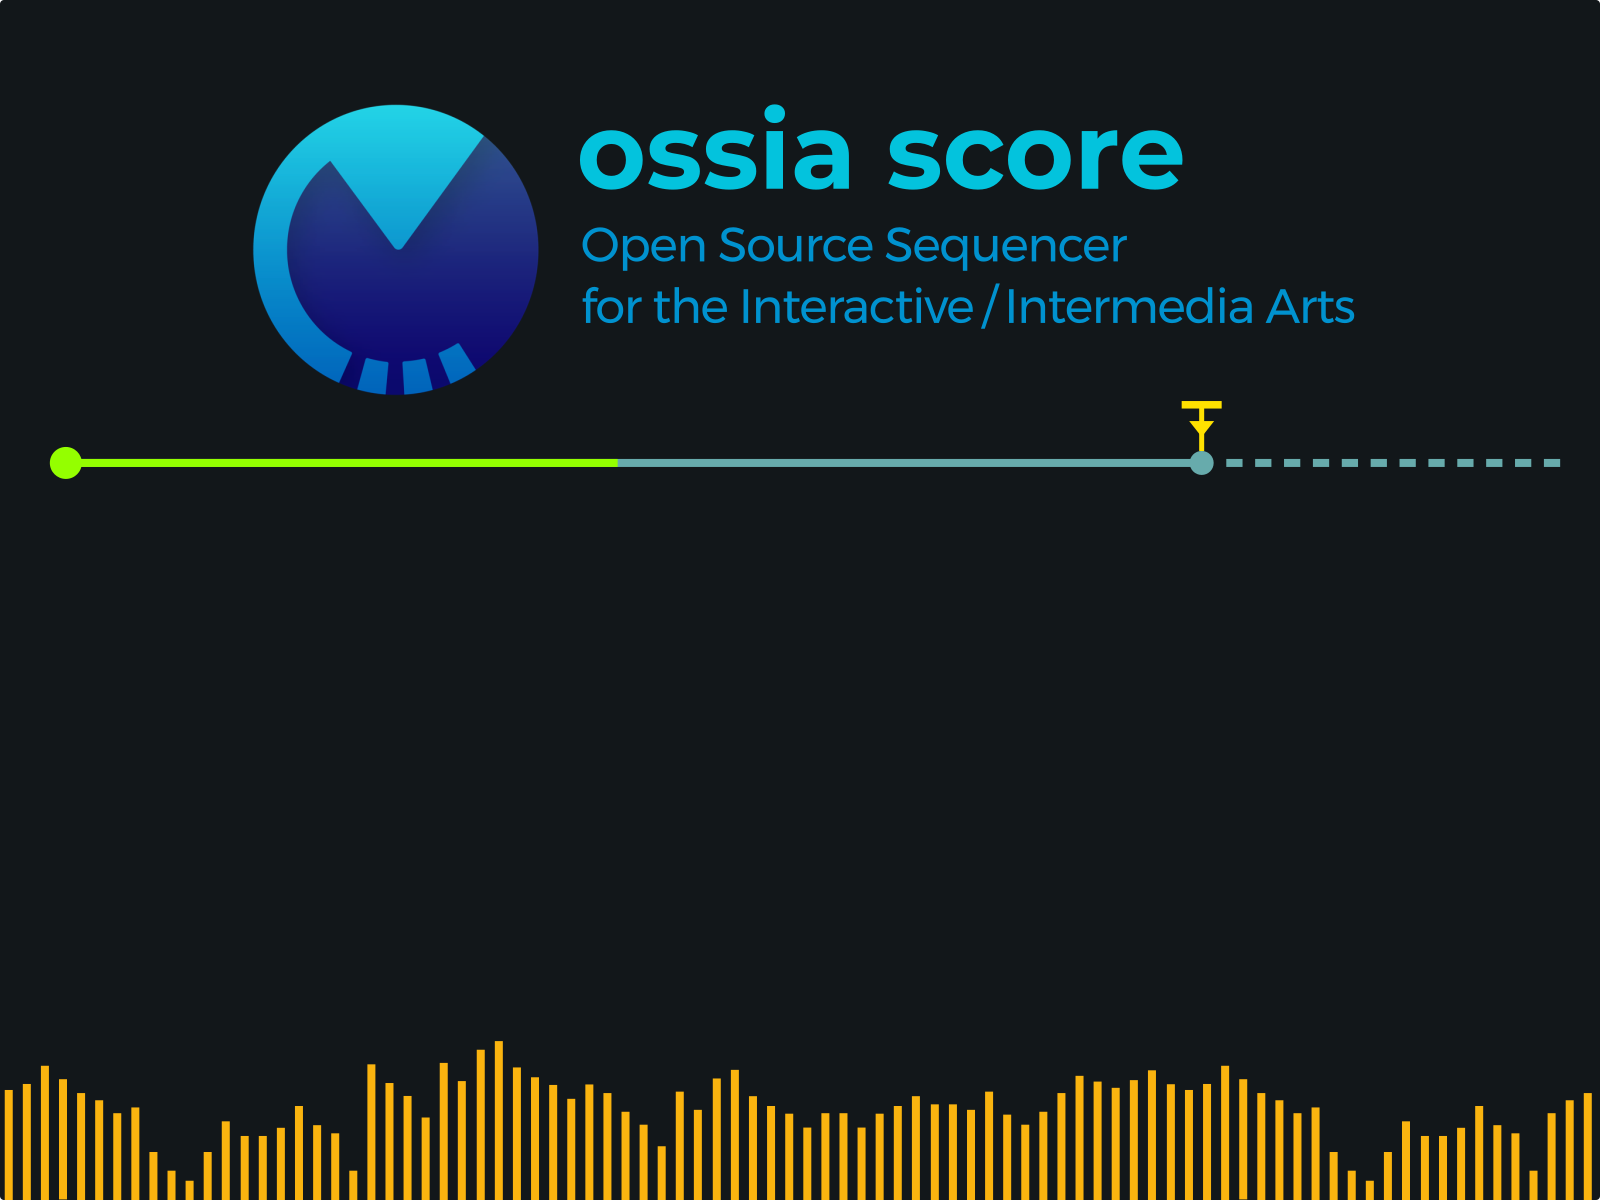 ossia score
Open Source Sequencer
for the Interactive / Intermedia Arts